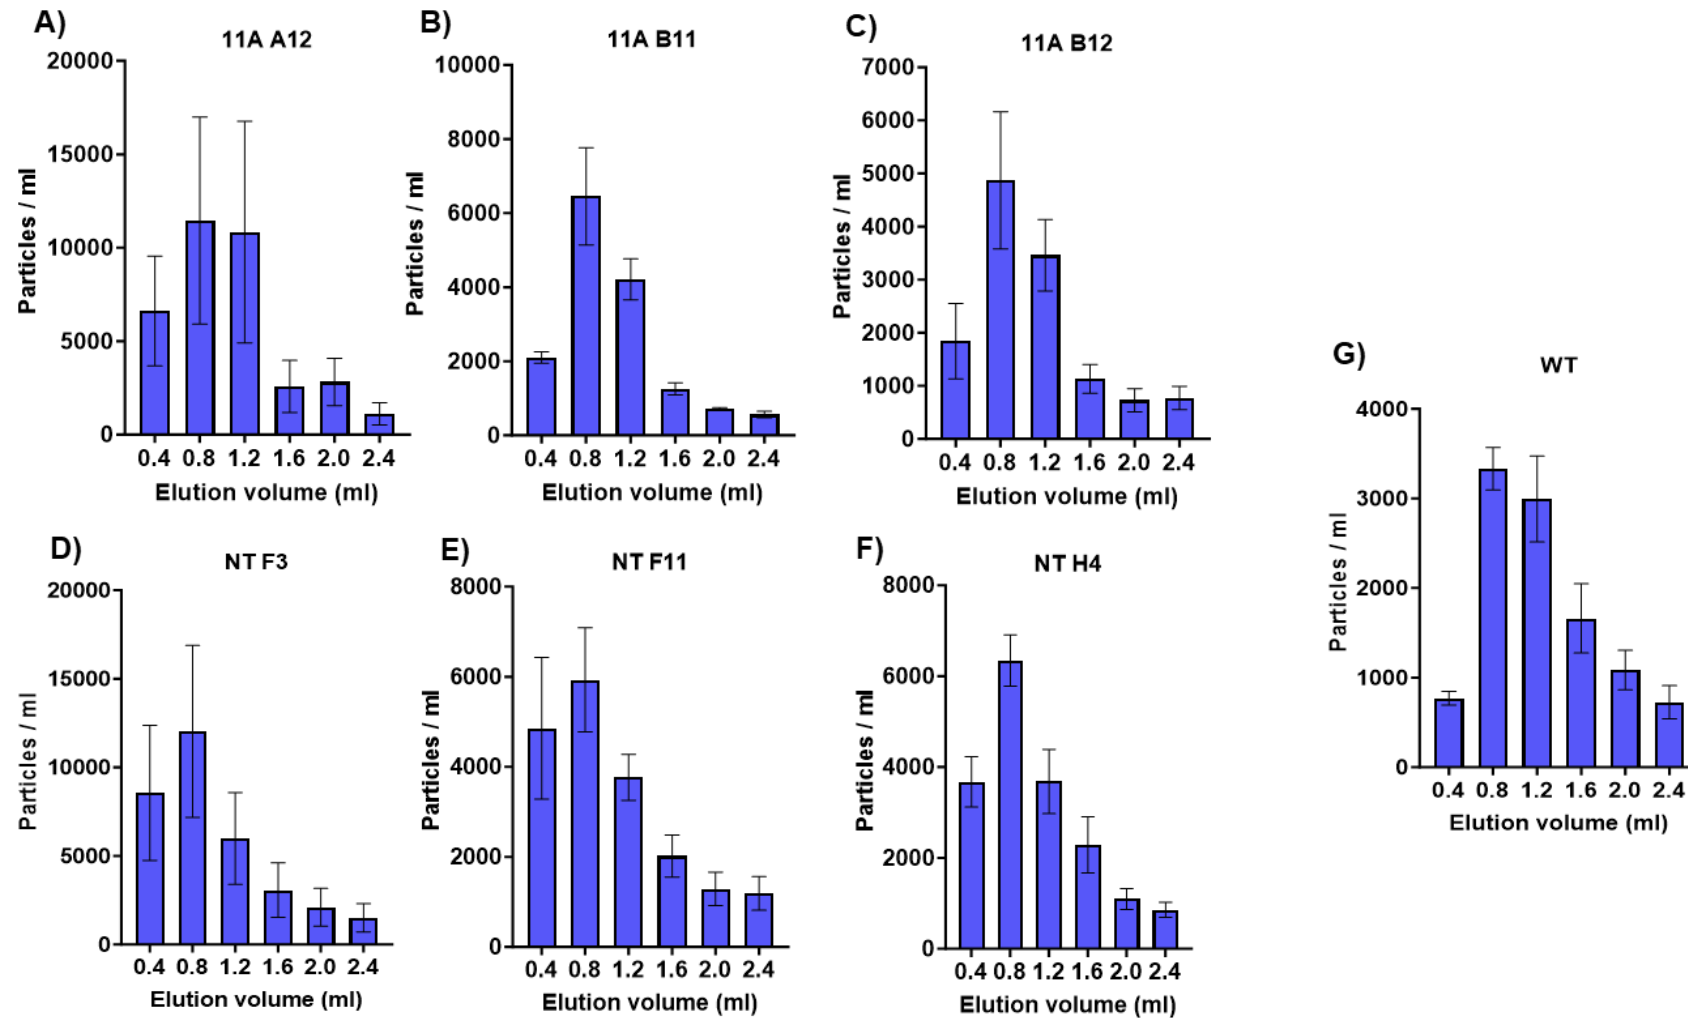 A)
11A A12
20000
15000
10000
5000
0
Particles / ml
0.4 0.8 1.2 1.6 2.0 2.4
Elution volume (ml)
B)
11A B11
10000
8000
6000
4000
2000
0
Particles / ml
0.4 0.8 1.2 1.6 2.0 2.4
Elution volume (ml)
C)
11A B12
7000
6000
5000
4000
3000
2000
1000
0
Particles / ml
0.4 0.8 1.2 1.6 2.0 2.4
Elution volume (ml)
D)
NT F3
20000
15000
10000
5000
0
Particles / ml
0.4 0.8 1.2 1.6 2.0 2.4
Elution volume (ml)
E)
NT F11
8000
6000
4000
2000
0
Particles / ml
0.4 0.8 1.2 1.6 2.0 2.4
Elution volume (ml)
F)
NT H4
8000
6000
4000
2000
0
Particles / ml
0.4 0.8 1.2 1.6 2.0 2.4
Elution volume (ml)
G)
WT
4000
3000
2000
1000
0
Particles / ml
0.4 0.8 1.2 1.6 2.0 2.4
Elution volume (ml)